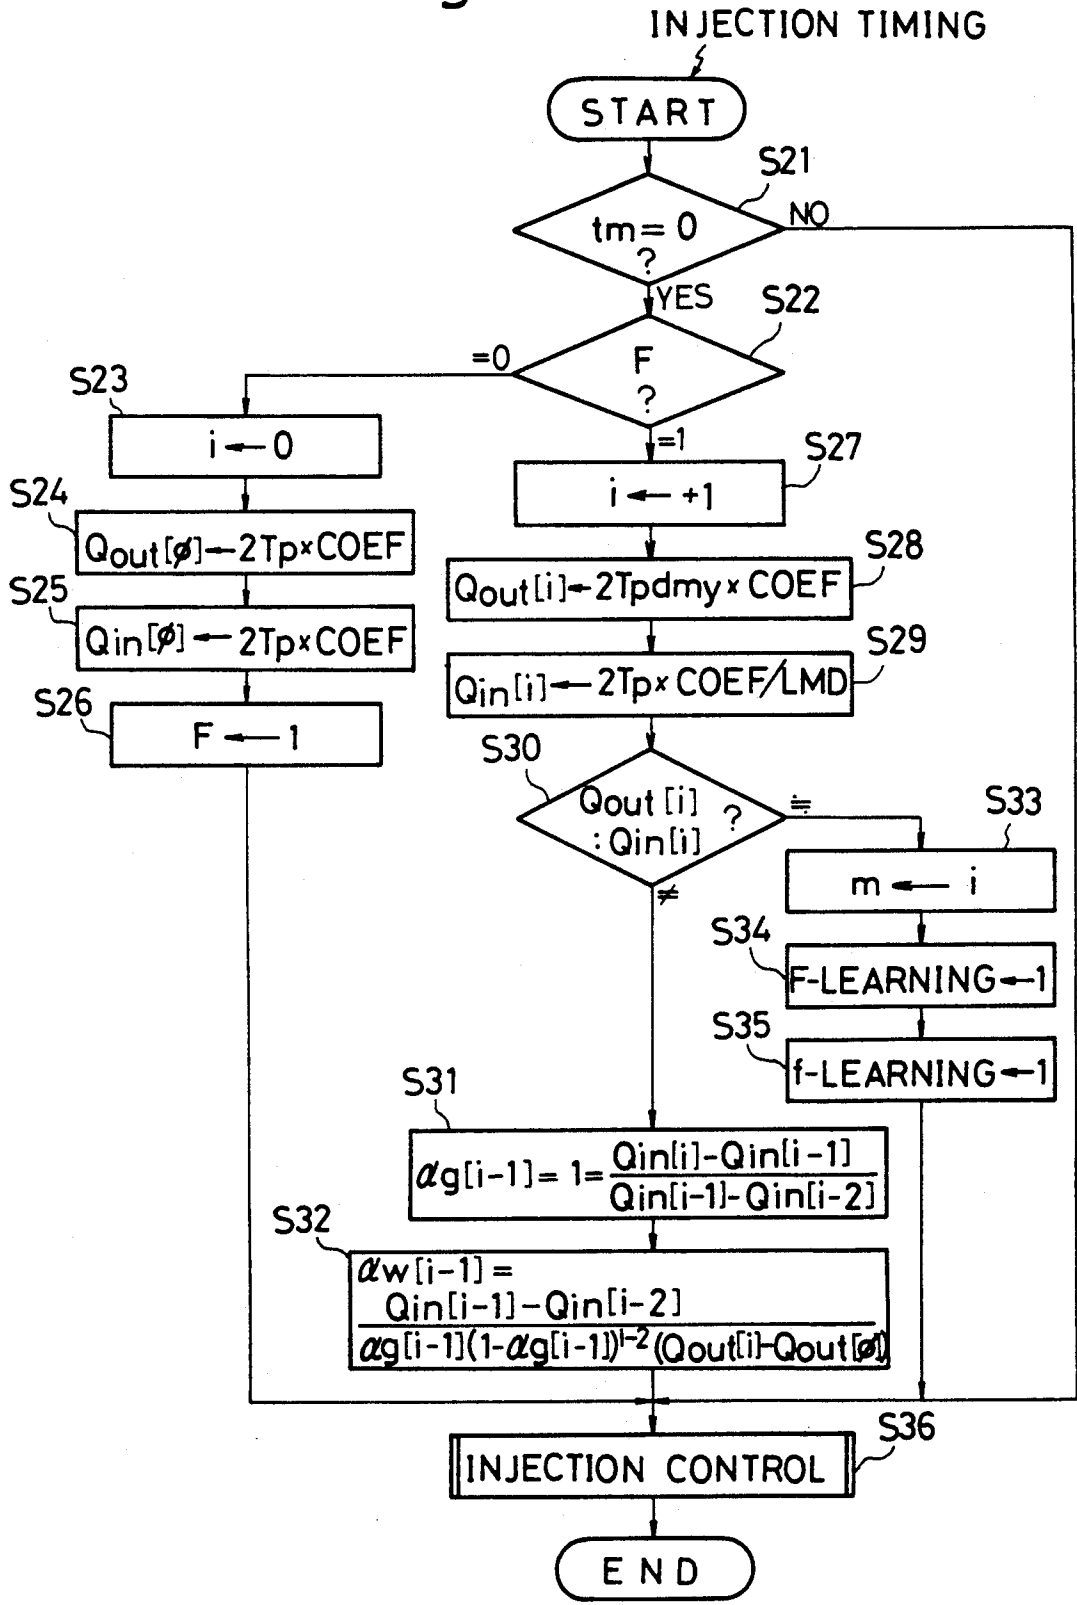 g
INJECTION TIMING
START
S21
tm = 0
?
NO
YES
S22
F
?
=0
=1
S23
i ← 0
S24
Qout[ø] ← 2Tp × COEF
S25
Qin[ø] ← 2Tp × COEF
S26
F ← 1
S27
i ← +1
S28
Qout[i] ← 2Tpdmy × COEF
S29
Qin[i] ← 2Tp × COEF/LMD
S30
Qout[i]
:Qin[i] ?
≒
≠
S33
m ← i
S34
F-LEARNING ← 1
S35
f-LEARNING ← 1
S31
αg[i-1] = 1 = Qin[i]-Qin[i-1]
Qin[i-1]-Qin[i-2]
S32
αw[i-1] =
Qin[i-1]-Qin[i-2]
αg[i-1](1-αg[i-1])^i-2 (Qout[i]-Qout[ø])
S36
INJECTION CONTROL
END